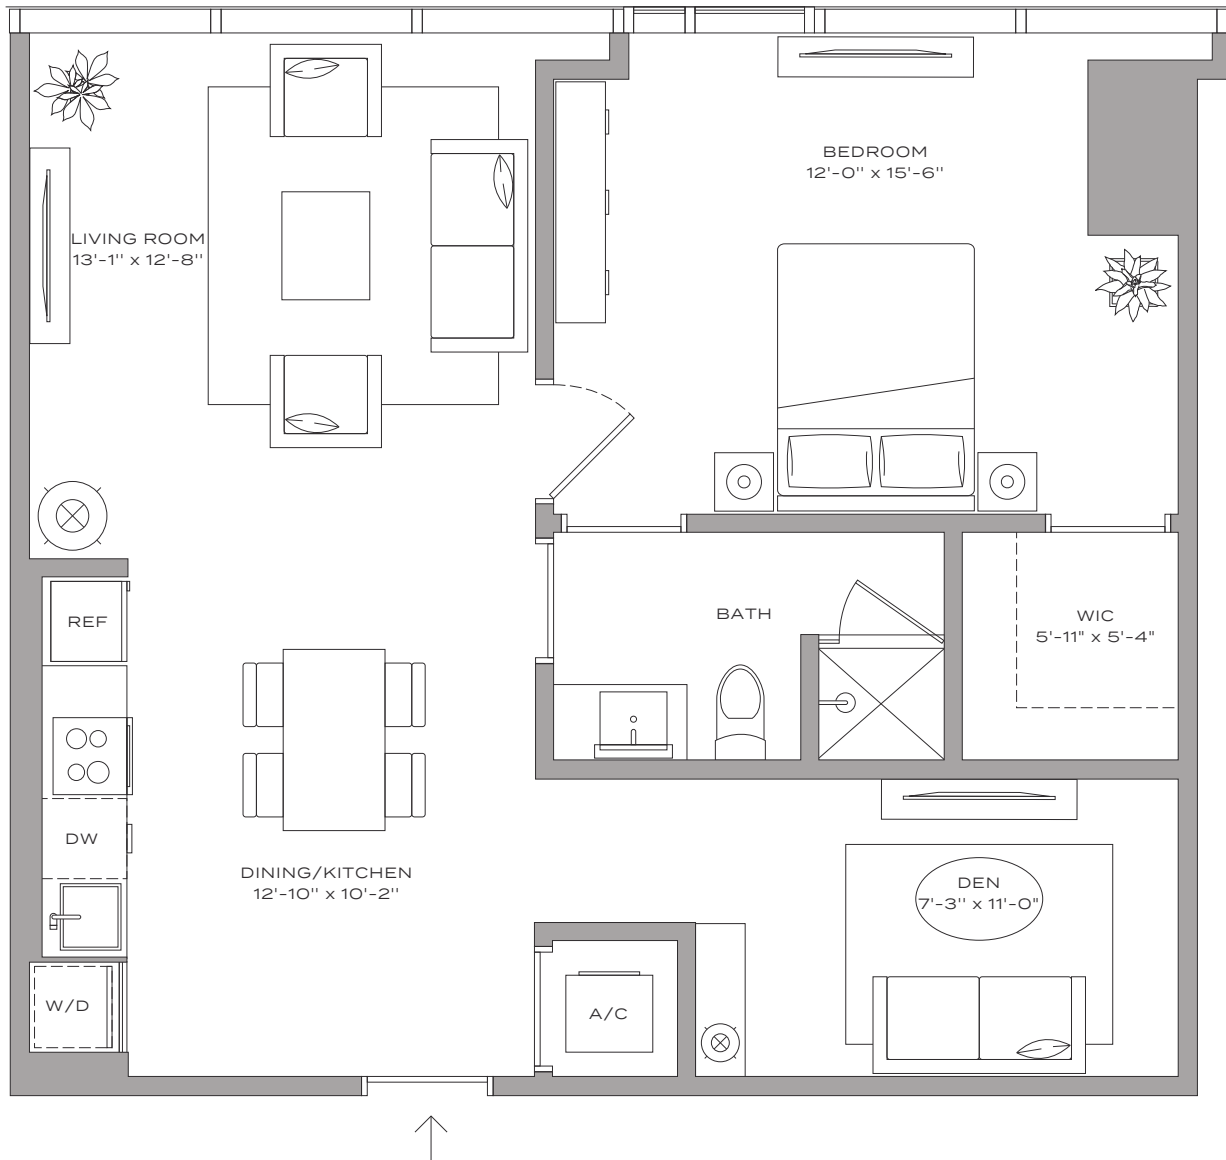 BEDROOM
12'-0" x 15'-6"
LIVING ROOM
13'-1" x 12'-8"
REF
BATH
WIC
5'-11" x 5'-4"
DW
DINING/KITCHEN
12'-10" x 10'-2"
DEN
7'-3" x 11'-0"
W/D
A/C